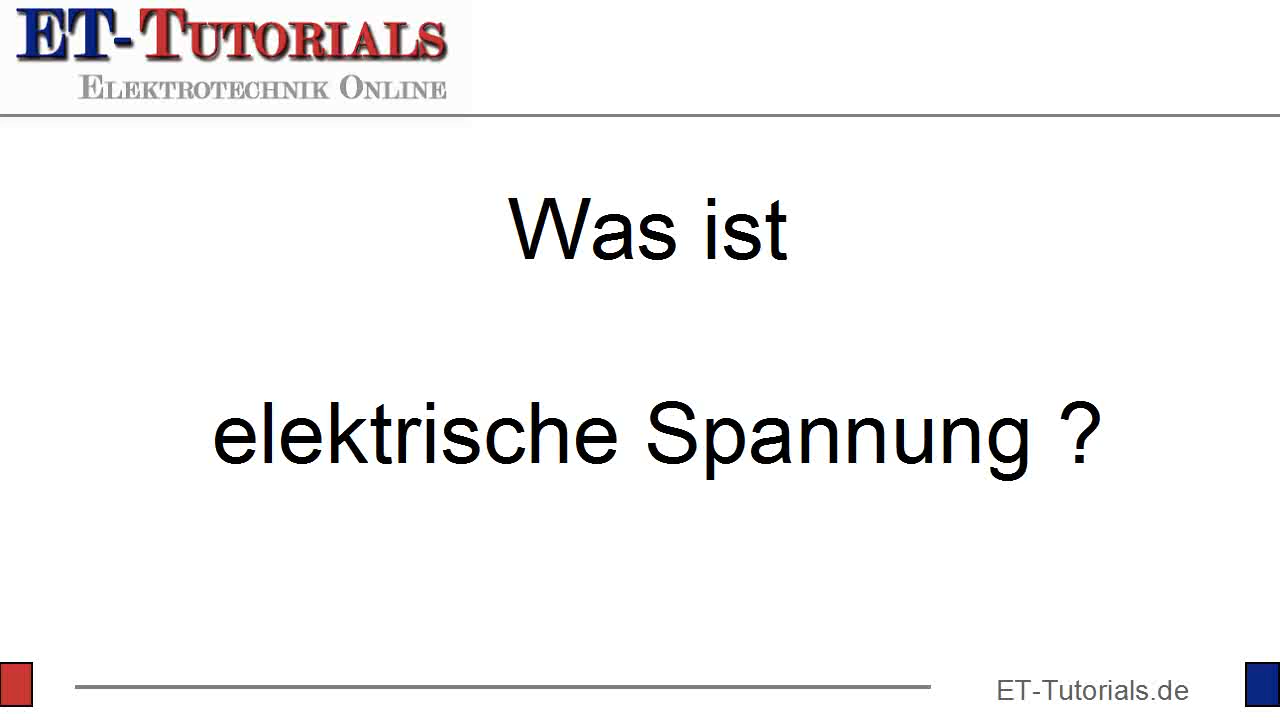 ET-TUTORIALS
ELEKTROTECHNIK ONLINE
Was ist
elektrische Spannung ?
ET-Tutorials.de